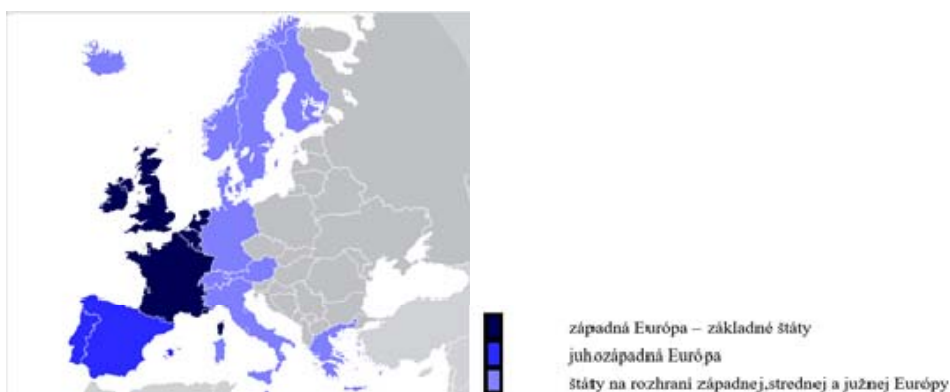 západná Európa – základné štáty
juhozápadná Európa
štáty na rozhraní západnej,strednej a južnej Európy